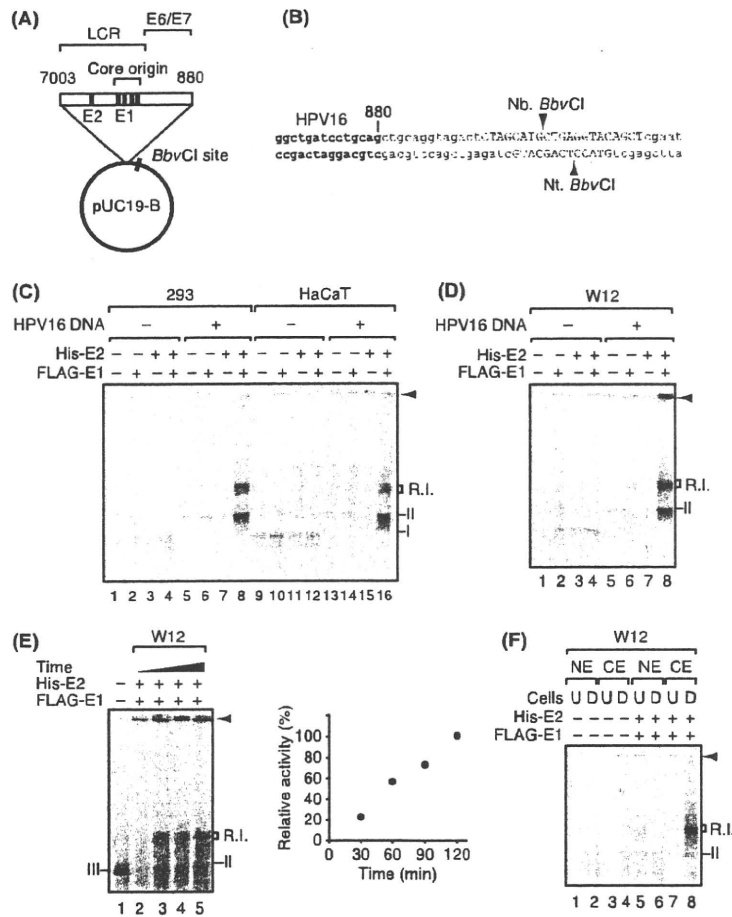 (A)
E6/E7
LCR
7003
Core origin
880
E2
E1
BbvCI site
pUC19-B
(B)
HPV16
880
Nb. BbvCI
ggctgatcctgcag
ccgactaggacgtc
Nt. BbvCI
(C)
293
HaCaT
HPV16 DNA
− + − +
His-E2 − − + + − − + + − − + + − − + +
FLAG-E1 − + − + − + − + − + − + − + − +
R.I.
II
I
1 2 3 4 5 6 7 8 9 10 11 12 13 14 15 16
(D)
W12
HPV16 DNA
− +
His-E2 − − + + − − + +
FLAG-E1 − + − + − + − +
R.I.
II
1 2 3 4 5 6 7 8
(E)
W12
Time
His-E2 − + + + +
FLAG-E1 − + + + +
R.I.
III
II
1 2 3 4 5
Relative activity (%)
100
80
60
40
20
0
0 30 60 90 120
Time (min)
(F)
W12
NE CE NE CE
Cells U D U D U D U D
His-E2 − − − − + + + +
FLAG-E1 − − − − + + + +
R.I.
II
1 2 3 4 5 6 7 8